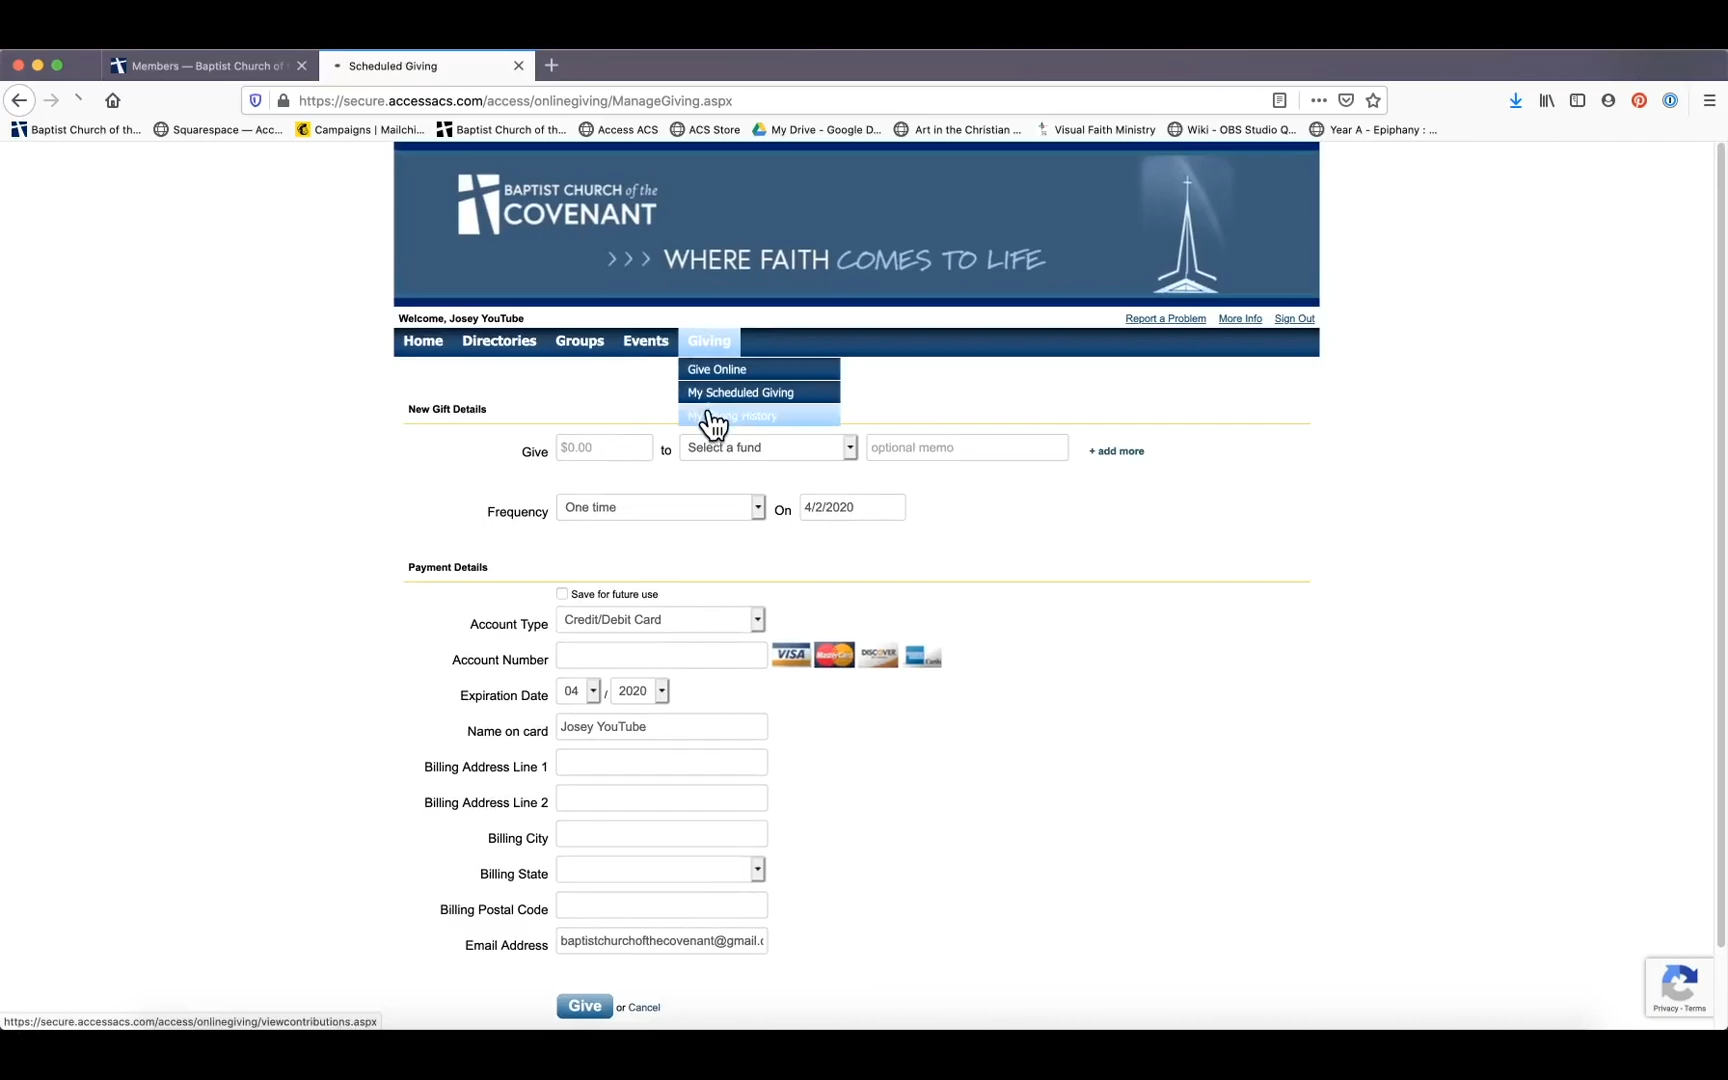 Members — Baptist Church of
Scheduled Giving
https://secure.accessacs.com/access/onlinegiving/ManageGiving.aspx
Baptist Church of th... Squarespace — Acc... Campaigns | Mailchi... Baptist Church of th... Access ACS ACS Store My Drive - Google D... Art in the Christian ... Visual Faith Ministry Wiki - OBS Studio Q... Year A - Epiphany : ...
BAPTIST CHURCH of the
COVENANT
>>> WHERE FAITH COMES TO LIFE
Welcome, Josey YouTube
Report a Problem More Info Sign Out
Home Directories Groups Events Giving
Give Online
My Scheduled Giving
My Giving History
New Gift Details
Give $0.00 to Select a fund optional memo + add more
Frequency One time On 4/2/2020
Payment Details
Save for future use
Account Type Credit/Debit Card
Account Number VISA MasterCard DISCOVER Cards
Expiration Date 04 / 2020
Name on card Josey YouTube
Billing Address Line 1
Billing Address Line 2
Billing City
Billing State
Billing Postal Code
Email Address baptistchurchofthecovenant@gmail.c
Give or Cancel
Privacy - Terms
https://secure.accessacs.com/access/onlinegiving/viewcontributions.aspx